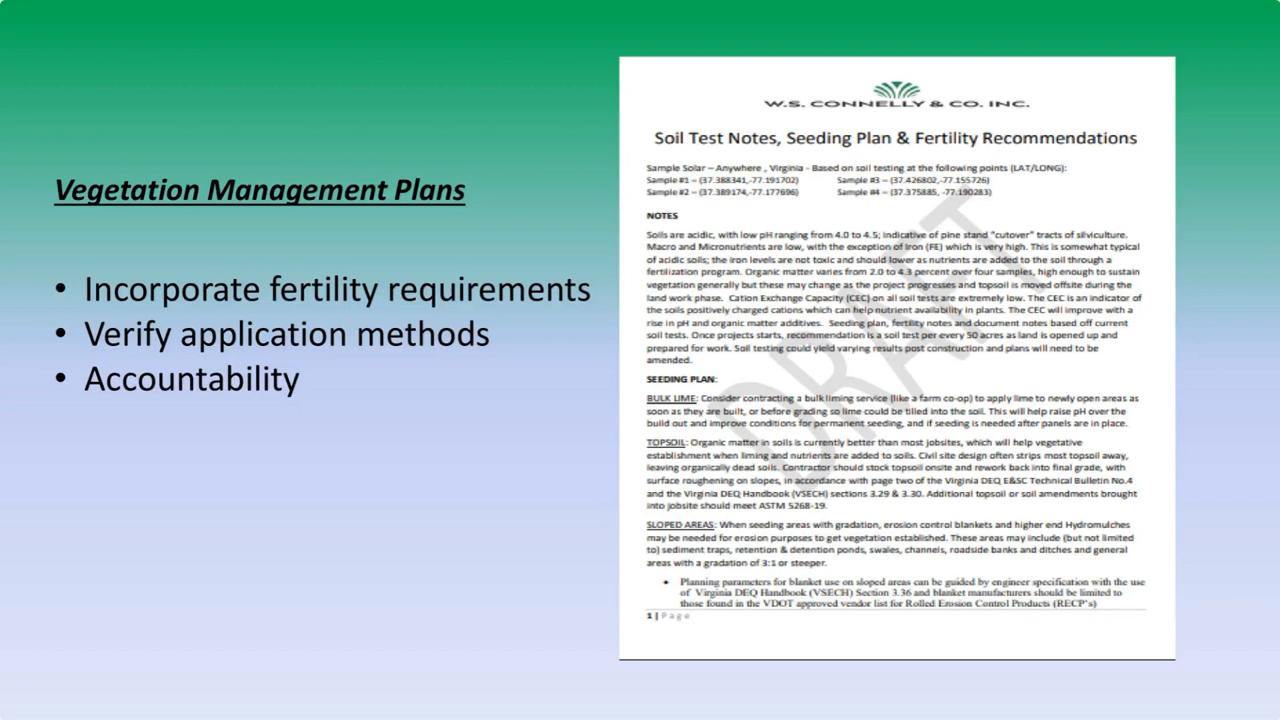 Vegetation Management Plans
• Incorporate fertility requirements
• Verify application methods
• Accountability
W.S. CONNELLY & CO. INC.
Soil Test Notes, Seeding Plan & Fertility Recommendations
Sample Solar – Anywhere , Virginia - Based on soil testing at the following points (LAT/LONG):
Sample #1 – (37.388341,-77.191702) Sample #3 – (37.426802,-77.155726)
Sample #2 – (37.389174,-77.177696) Sample #4 – (37.375885, -77.190283)
NOTES
Soils are acidic, with low pH ranging from 4.0 to 4.5; indicative of pine stand "cutover" tracts of silviculture.
Macro and Micronutrients are low, with the exception of Iron (FE) which is very high. This is somewhat typical
of acidic soils; the iron levels are not toxic and should lower as nutrients are added to the soil through a
fertilization program. Organic matter varies from 2.0 to 4.3 percent over four samples, high enough to sustain
vegetation generally but these may change as the project progresses and topsoil is moved offsite during the
land work phase. Cation Exchange Capacity (CEC) on all soil tests are extremely low. The CEC is an indicator of
the soils positively charged cations which can help nutrient availability in plants. The CEC will improve with a
rise in pH and organic matter additives. Seeding plan, fertility notes and document notes based off current
soil tests. Once projects starts, recommendation is a soil test per every 50 acres as land is opened up and
prepared for work. Soil testing could yield varying results post construction and plans will need to be
amended.
SEEDING PLAN:
BULK LIME: Consider contracting a bulk liming service (like a farm co-op) to apply lime to newly open areas as
soon as they are built, or before grading so lime could be tilled into the soil. This will help raise pH over the
build out and improve conditions for permanent seeding, and if seeding is needed after panels are in place.
TOPSOIL: Organic matter in soils is currently better than most jobsites, which will help vegetative
establishment when liming and nutrients are added to soils. Civil site design often strips most topsoil away,
leaving organically dead soils. Contractor should stock topsoil onsite and rework back into final grade, with
surface roughening on slopes, in accordance with page two of the Virginia DEQ E&SC Technical Bulletin No.4
and the Virginia DEQ Handbook (VSECH) sections 3.29 & 3.30. Additional topsoil or soil amendments brought
into jobsite should meet ASTM 5268-19.
SLOPED AREAS: When seeding areas with gradation, erosion control blankets and higher end Hydromulches
may be needed for erosion purposes to get vegetation established. These areas may include (but not limited
to) sediment traps, retention & detention ponds, swales, channels, roadside banks and ditches and general
areas with a gradation of 3:1 or steeper.
• Planning parameters for blanket use on sloped areas can be guided by engineer specification with the use
of Virginia DEQ Handbook (VSECH) Section 3.36 and blanket manufacturers should be limited to
those found in the VDOT approved vendor list for Rolled Erosion Control Products (RECP's)
1 | Page
DRAFT